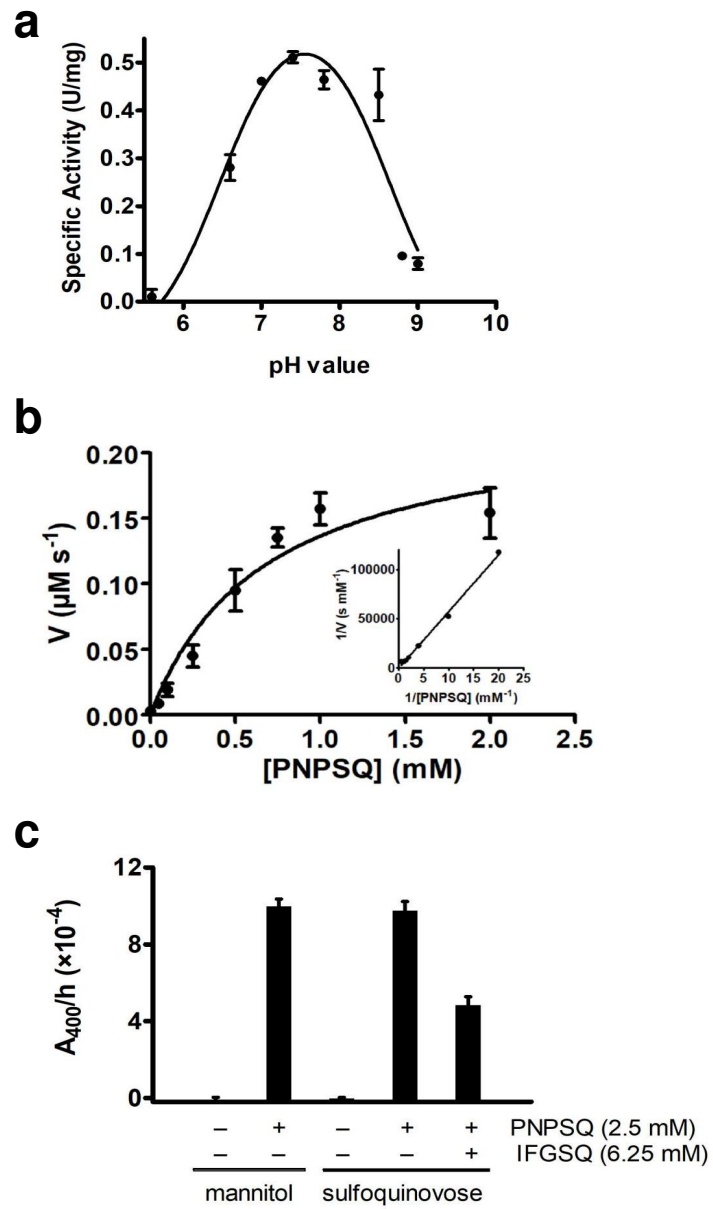 a
Specific Activity (U/mg)
0.5
0.4
0.3
0.2
0.1
0.0
6 7 8 9 10
pH value
b
V (μM s⁻¹)
0.20
0.15
0.10
0.05
0.00
0.0 0.5 1.0 1.5 2.0 2.5
[PNPSQ] (mM)
1/V (s mM⁻¹)
100000
50000
0
0 5 10 15 20 25
1/[PNPSQ] (mM⁻¹)
c
A₄₀₀/h (×10⁻⁴)
12
8
4
0
– + – + + PNPSQ (2.5 mM)
– – – – + IFGSQ (6.25 mM)
mannitol sulfoquinovose